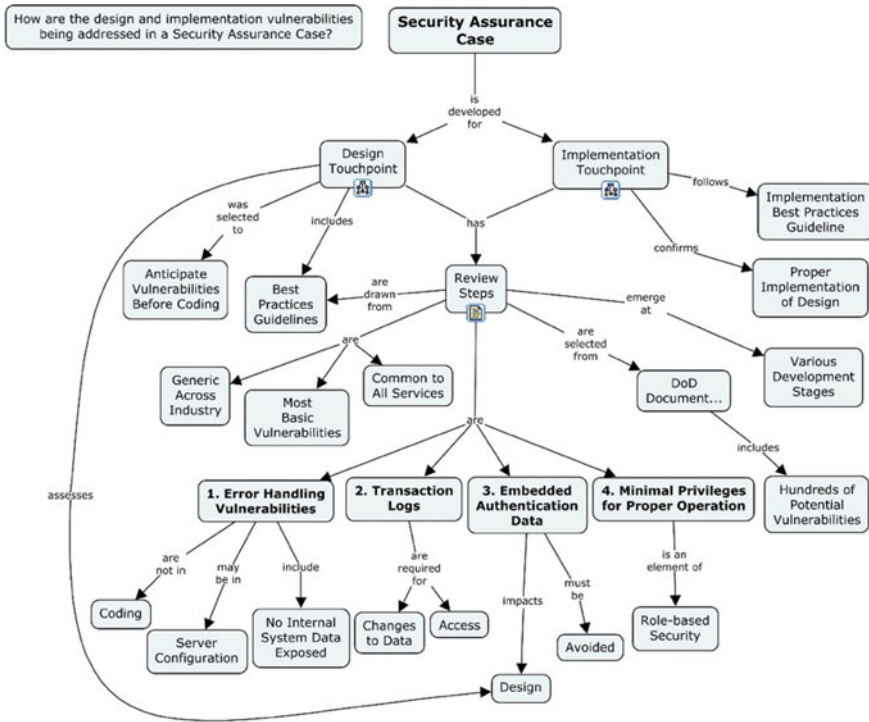 How are the design and implementation vulnerabilities
being addressed in a Security Assurance Case?
Security Assurance
Case
is
developed
for
Design
Touchpoint
Implementation
Touchpoint
was
selected
to
includes
has
follows
confirms
Implementation
Best Practices
Guideline
Anticipate
Vulnerabilities
Before Coding
Best
Practices
Guidelines
are
drawn
from
Review
Steps
emerge
at
Proper
Implementation
of Design
are
Generic
Across
Industry
Most
Basic
Vulnerabilities
Common to
All Services
are
selected
from
DoD
Document...
Various
Development
Stages
are
includes
assesses
1. Error Handling
Vulnerabilities
2. Transaction
Logs
3. Embedded
Authentication
Data
4. Minimal Privileges
for Proper Operation
Hundreds of
Potential
Vulnerabilities
are
not in
may
be in
include
are
required
for
impacts
must
be
is an
element of
Coding
Server
Configuration
No Internal
System Data
Exposed
Changes
to Data
Access
Design
Avoided
Role-based
Security